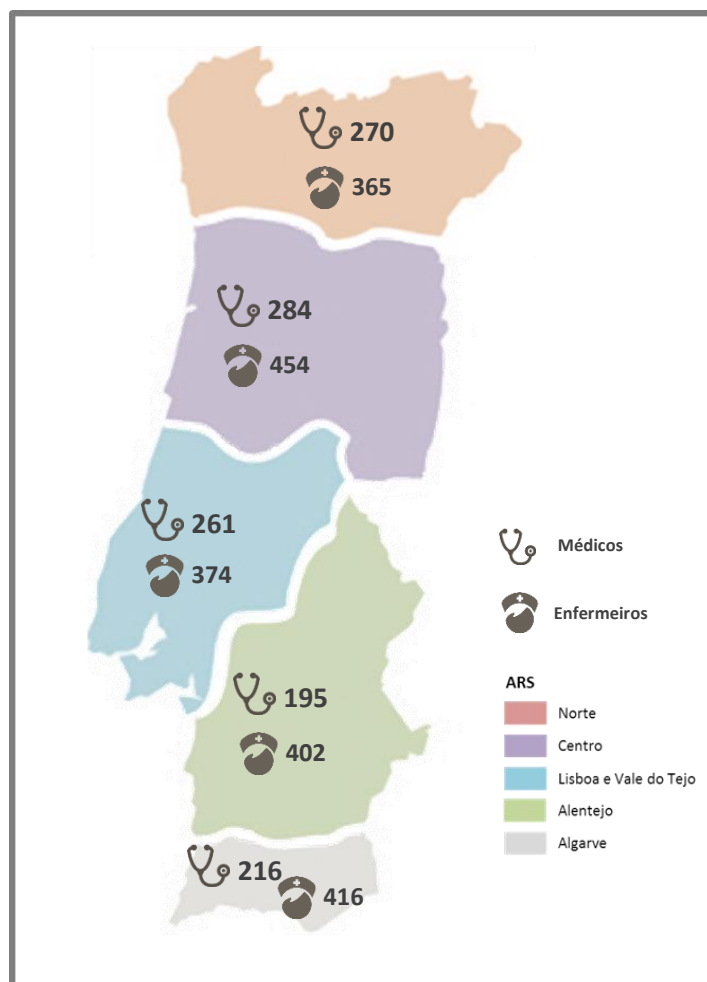 270
365
284
454
261
374
195
402
216
416
Médicos
Enfermeiros
ARS
Norte
Centro
Lisboa e Vale do Tejo
Alentejo
Algarve